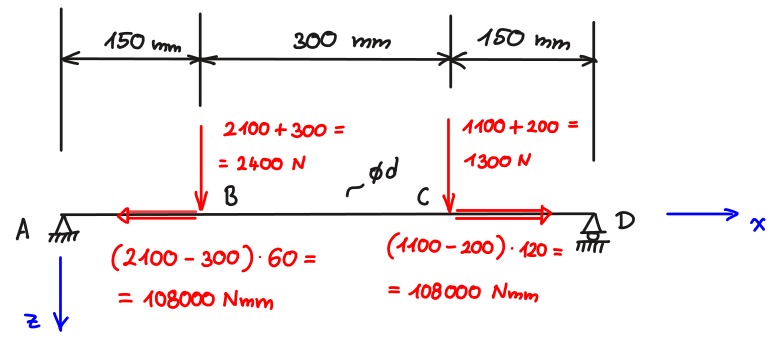 150 mm
300 mm
150 mm
2100 + 300 =
= 2400 N
1100 + 200 =
1300 N
ϕd
A
B
C
D
x
(2100 - 300) · 60 =
= 108000 Nmm
(1100 - 200) · 120 =
= 108000 Nmm
z